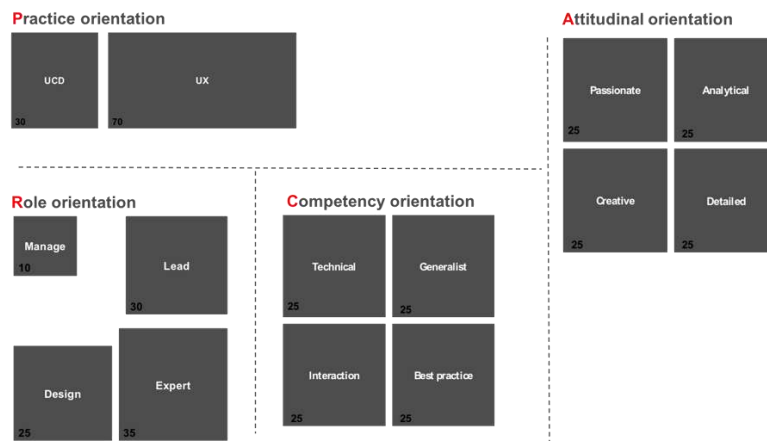 Practice orientation
UCD
30
UX
70
Attitudinal orientation
Passionate
25
Analytical
25
Creative
25
Detailed
25
Role orientation
Manage
10
Lead
30
Design
25
Expert
35
Competency orientation
Technical
25
Generalist
25
Interaction
25
Best practice
25